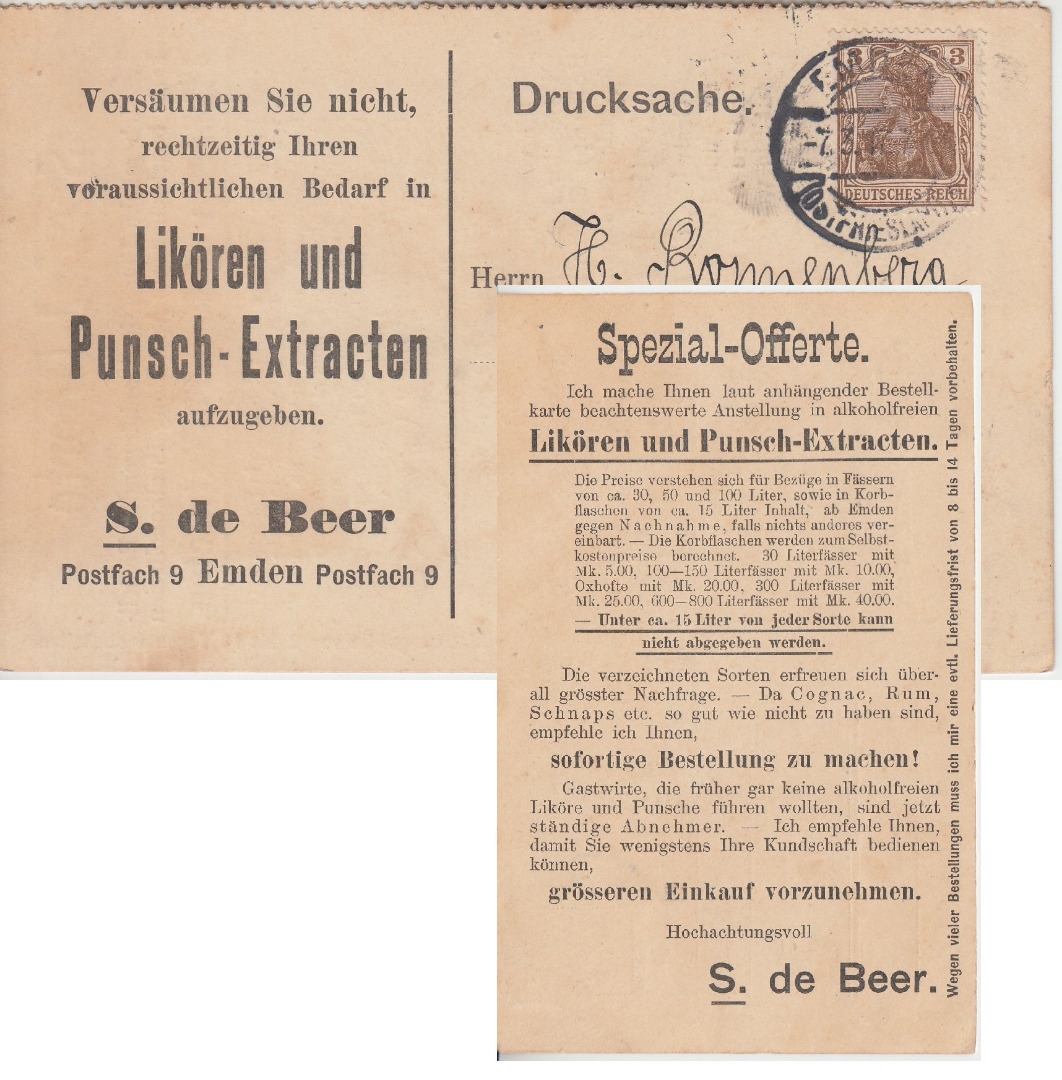 Versäumen Sie nicht,
rechtzeitig Ihren
voraussichtlichen Bedarf in
Likören und
Punsch-Extracten
aufzugeben.
S. de Beer
Postfach 9 Emden Postfach 9
Drucksache.
3
DEUTSCHES REICH
Herrn H. Ronnenberg
Spezial-Offerte.
Ich mache Ihnen laut anhängender Bestell-
karte beachtenswerte Anstellung in alkoholfreien
Likören und Punsch-Extracten.
Die Preise verstehen sich für Bezüge in Fässern
von ca. 30, 50 und 100 Liter, sowie in Korb-
flaschen von ca. 15 Liter Inhalt, ab Emden
gegen Nachnahme, falls nichts anderes ver-
einbart. — Die Korbflaschen werden zum Selbst-
kostenpreise berechnet. 30 Literfässer mit
Mk. 5.00, 100—150 Literfässer mit Mk. 10.00,
Oxhofte mit Mk. 20.00, 300 Literfässer mit
Mk. 25.00, 600—800 Literfässer mit Mk. 40.00.
— Unter ca. 15 Liter von jeder Sorte kann
nicht abgegeben werden.
Die verzeichneten Sorten erfreuen sich über-
all grösster Nachfrage. — Da Cognac, Rum,
Schnaps etc. so gut wie nicht zu haben sind,
empfehle ich Ihnen,
sofortige Bestellung zu machen!
Gastwirte, die früher gar keine alkoholfreien
Liköre und Punsche führen wollten, sind jetzt
ständige Abnehmer. — Ich empfehle Ihnen,
damit Sie wenigstens Ihre Kundschaft bedienen
können,
grösseren Einkauf vorzunehmen.
Hochachtungsvoll
S. de Beer.
Wegen vieler Bestellungen muss ich mir eine evtl. Lieferungsfrist von 8 bis 14 Tagen vorbehalten.